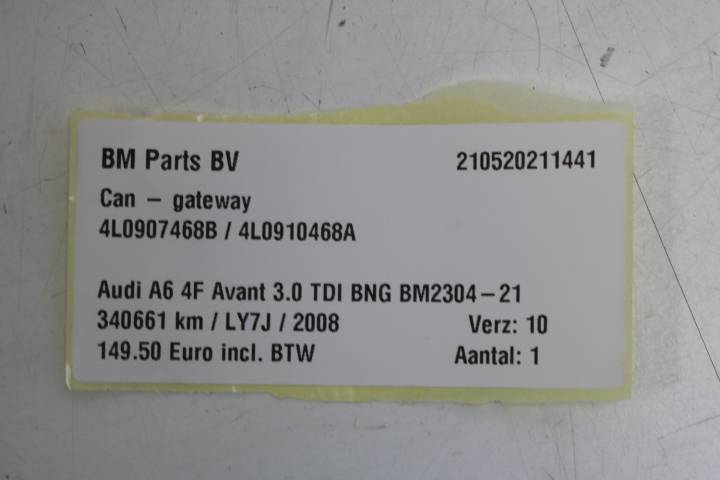 BM Parts BV 210520211441
Can - gateway
4L0907468B / 4L0910468A
Audi A6 4F Avant 3.0 TDI BNG BM2304-21
340661 km / LY7J / 2008 Verz: 10
149.50 Euro incl. BTW Aantal: 1